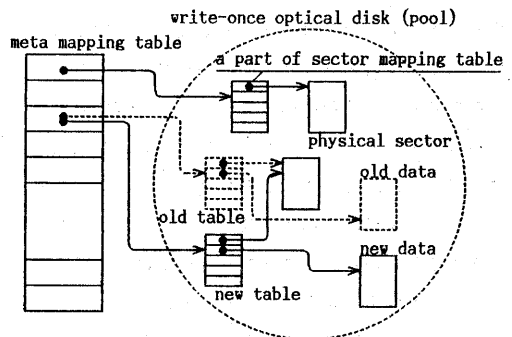 write-once optical disk (pool)
meta mapping table
a part of sector mapping table
physical sector
old data
old table
new data
new table